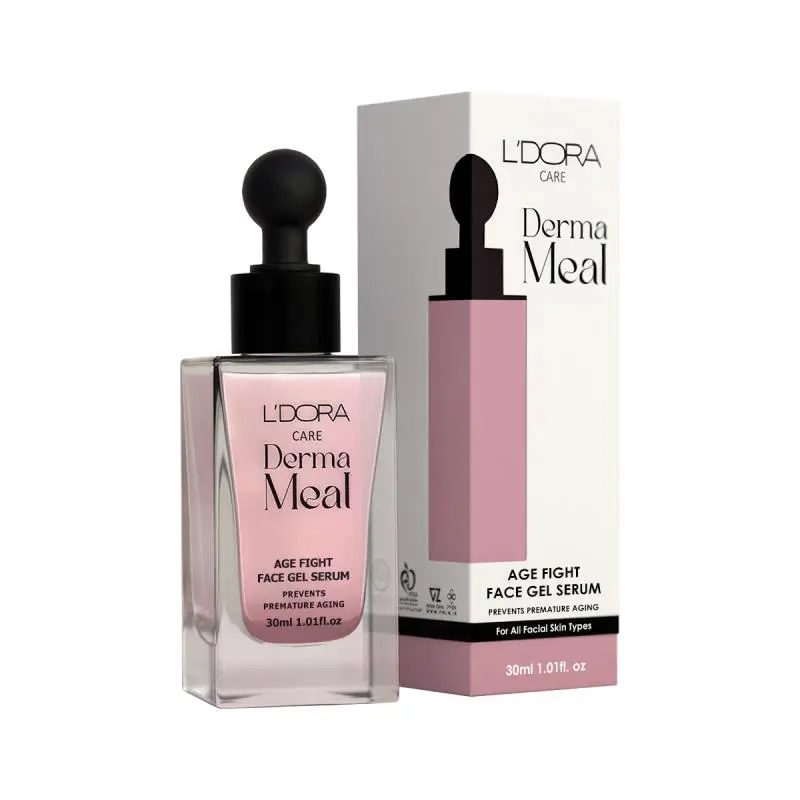 L'DORA
CARE
Derma
Meal
AGE FIGHT
FACE GEL SERUM
PREVENTS
PREMATURE AGING
30ml 1.01fl.oz
L'DORA
CARE
Derma
Meal
AGE FIGHT
FACE GEL SERUM
PREVENTS PREMATURE AGING
For All Facial Skin Types
30ml 1.01fl. oz